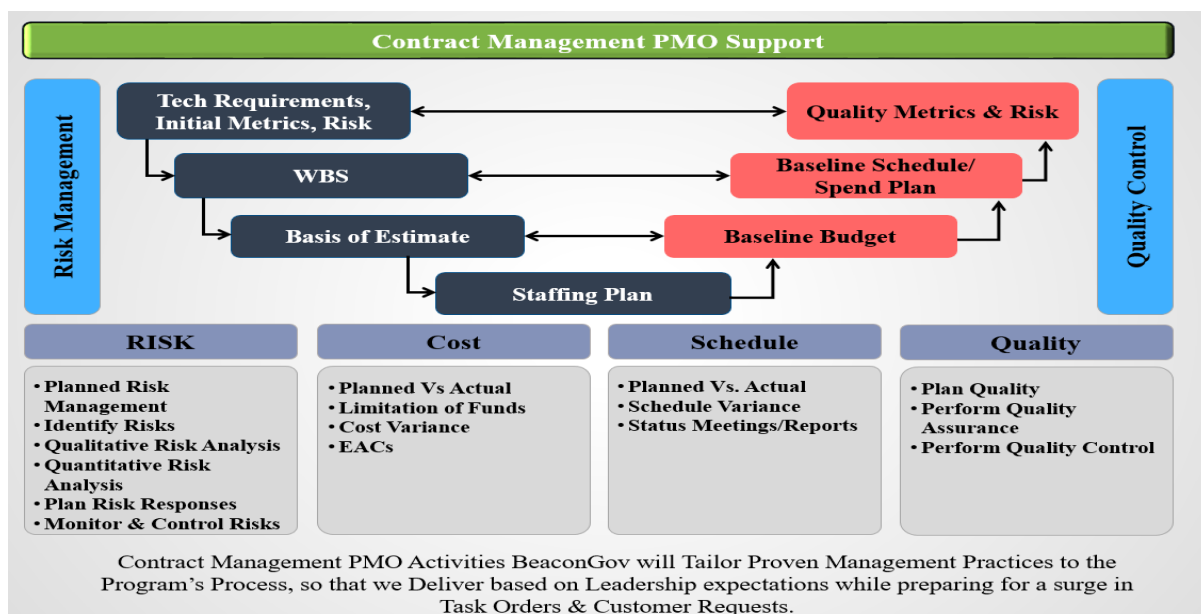 Contract Management PMO Support
Risk Management
Tech Requirements,
Initial Metrics, Risk
Quality Metrics & Risk
WBS
Baseline Schedule/
Spend Plan
Basis of Estimate
Baseline Budget
Staffing Plan
Quality Control
RISK
• Planned Risk
Management
• Identify Risks
• Qualitative Risk Analysis
• Quantitative Risk
Analysis
• Plan Risk Responses
• Monitor & Control Risks
Cost
• Planned Vs Actual
• Limitation of Funds
• Cost Variance
• EACs
Schedule
• Planned Vs. Actual
• Schedule Variance
• Status Meetings/Reports
Quality
• Plan Quality
• Perform Quality
Assurance
• Perform Quality Control
Contract Management PMO Activities BeaconGov will Tailor Proven Management Practices to the
Program's Process, so that we Deliver based on Leadership expectations while preparing for a surge in
Task Orders & Customer Requests.